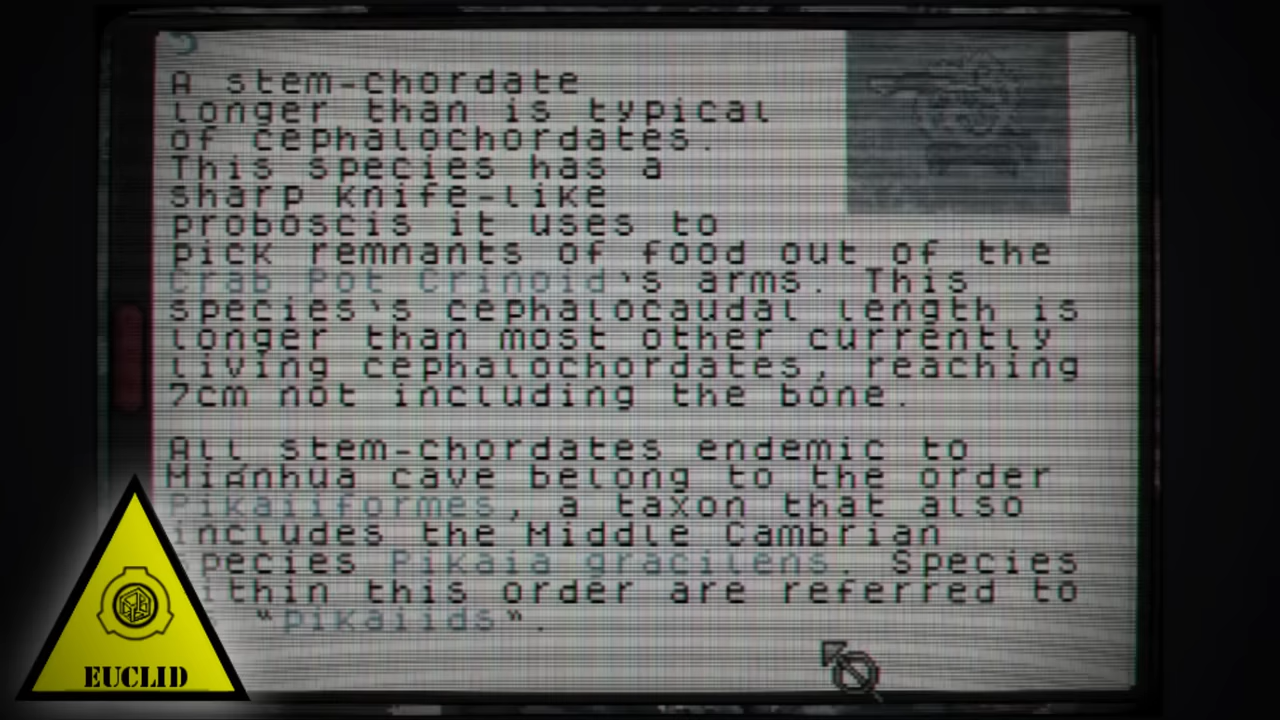 A stem-chordate
longer than is typical
of cephalochordates.
This species has a
sharp knife-like
proboscis it uses to
pick remnants of food out of the
Crab Pot Crinoid's arms. This
species's cephalocaudal length is
longer than most other currently
living cephalochordates, reaching
7cm not including the bone.
All stem-chordates endemic to
Mianhua cave belong to the order
Pikaiiformes, a taxon that also
includes the Middle Cambrian
species Pikaia gracilens. Species
within this order are referred to
"pikaiids".
EUCLID